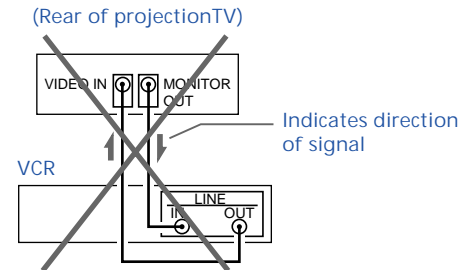 (Rear of projectionTV)
VIDEO IN
MONITOR
OUT
Indicates direction
of signal
VCR
LINE
IN
OUT